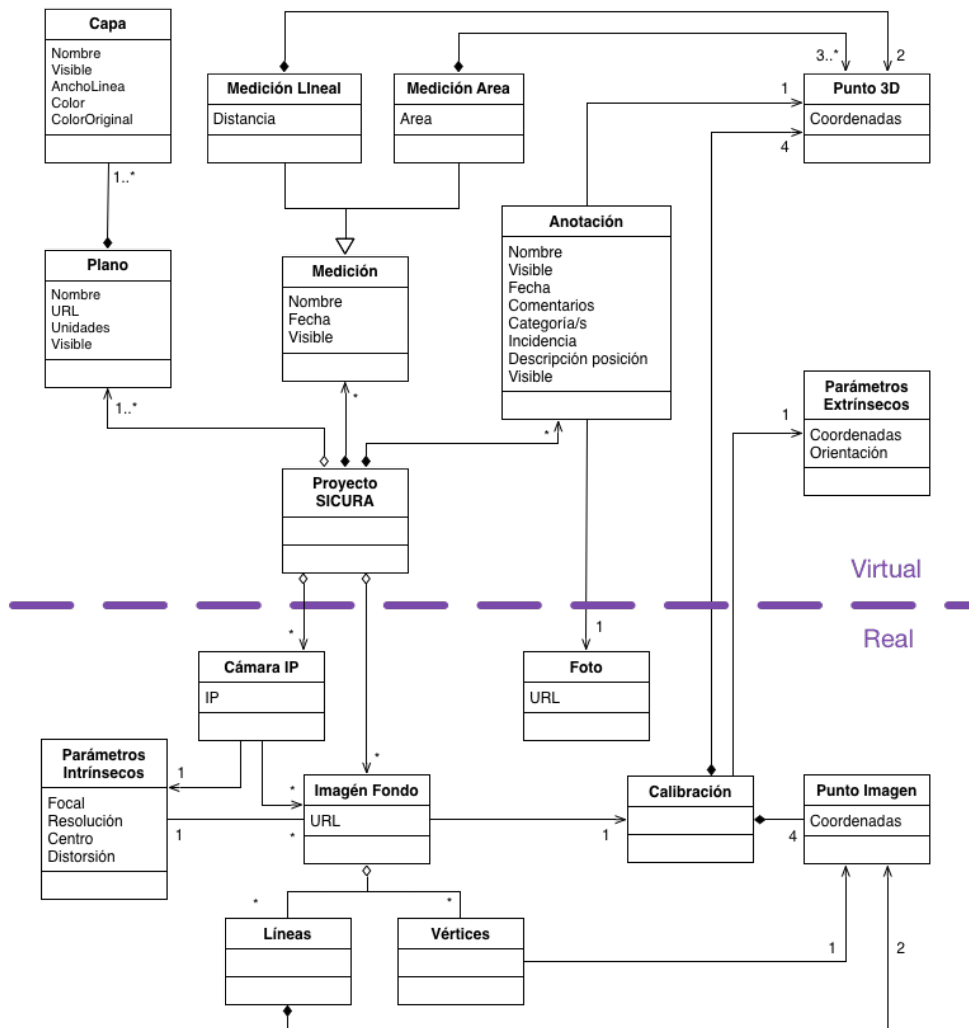 Capa
Nombre
Visible
AnchoLinea
Color
ColorOriginal
1..*
Medición LIneal
Distancia
Medición Area
Area
3..*
2
1
Punto 3D
Coordenadas
4
Plano
Nombre
URL
Unidades
Visible
1..*
Medición
Nombre
Fecha
Visible
*
Anotación
Nombre
Visible
Fecha
Comentarios
Categoría/s
Incidencia
Descripción posición
Visible
*
Parámetros
Extrínsecos
1
Coordenadas
Orientación
Proyecto
SICURA
Virtual
Real
*
1
Cámara IP
IP
Foto
URL
Parámetros
Intrínsecos
Focal
Resolución
Centro
Distorsión
1
1
*
*
*
Imagén Fondo
URL
1
Calibración
4
Punto Imagen
Coordenadas
*
*
Líneas
Vértices
1
2